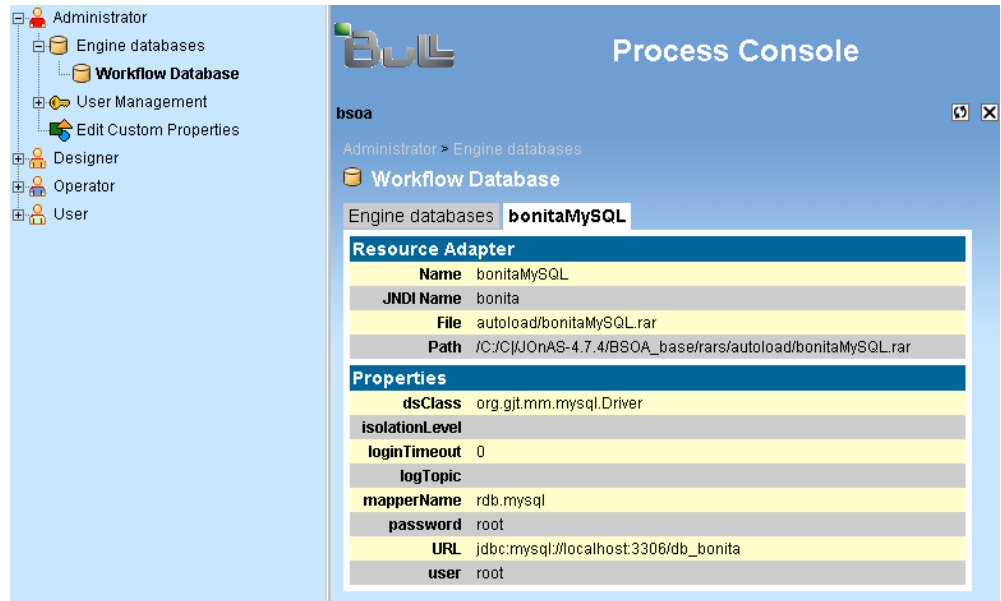 Administrator
Engine databases
Workflow Database
User Management
Edit Custom Properties
Designer
Operator
User
Bull
Process Console
bsoa
Administrator > Engine databases
Workflow Database
Engine databases bonitaMySQL
Resource Adapter
Name bonitaMySQL
JNDI Name bonita
File autoload/bonitaMySQL.rar
Path /C:/C|/JOnAS-4.7.4/BSOA_base/rars/autoload/bonitaMySQL.rar
Properties
dsClass org.gjt.mm.mysql.Driver
isolationLevel
loginTimeout 0
logTopic
mapperName rdb.mysql
password root
URL jdbc:mysql://localhost:3306/db_bonita
user root